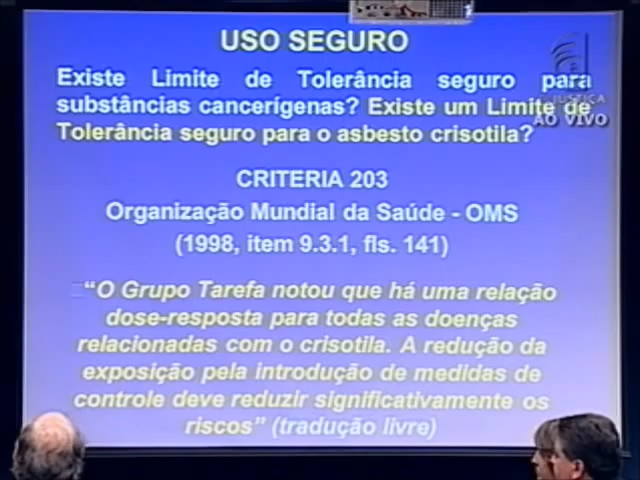 USO SEGURO
Existe Limite de Tolerância seguro para
substâncias cancerígenas? Existe um Limite de
Tolerância seguro para o asbesto crisotila?
JUSTIÇA
AO VIVO
CRITERIA 203
Organização Mundial da Saúde - OMS
(1998, item 9.3.1, fls. 141)
“O Grupo Tarefa notou que há uma relação
dose-resposta para todas as doenças
relacionadas com o crisotila. A redução da
exposição pela introdução de medidas de
controle deve reduzir significativamente os
riscos” (tradução livre)